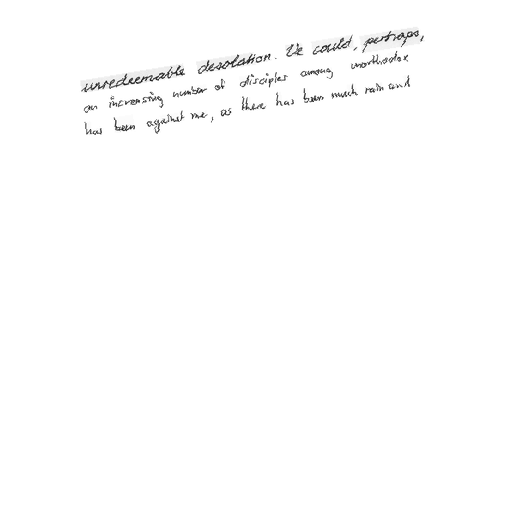 unredeemable desolation. We could, perhaps,
an increasing number of disciples among unorthodox
has been against me, as there has been much rain and